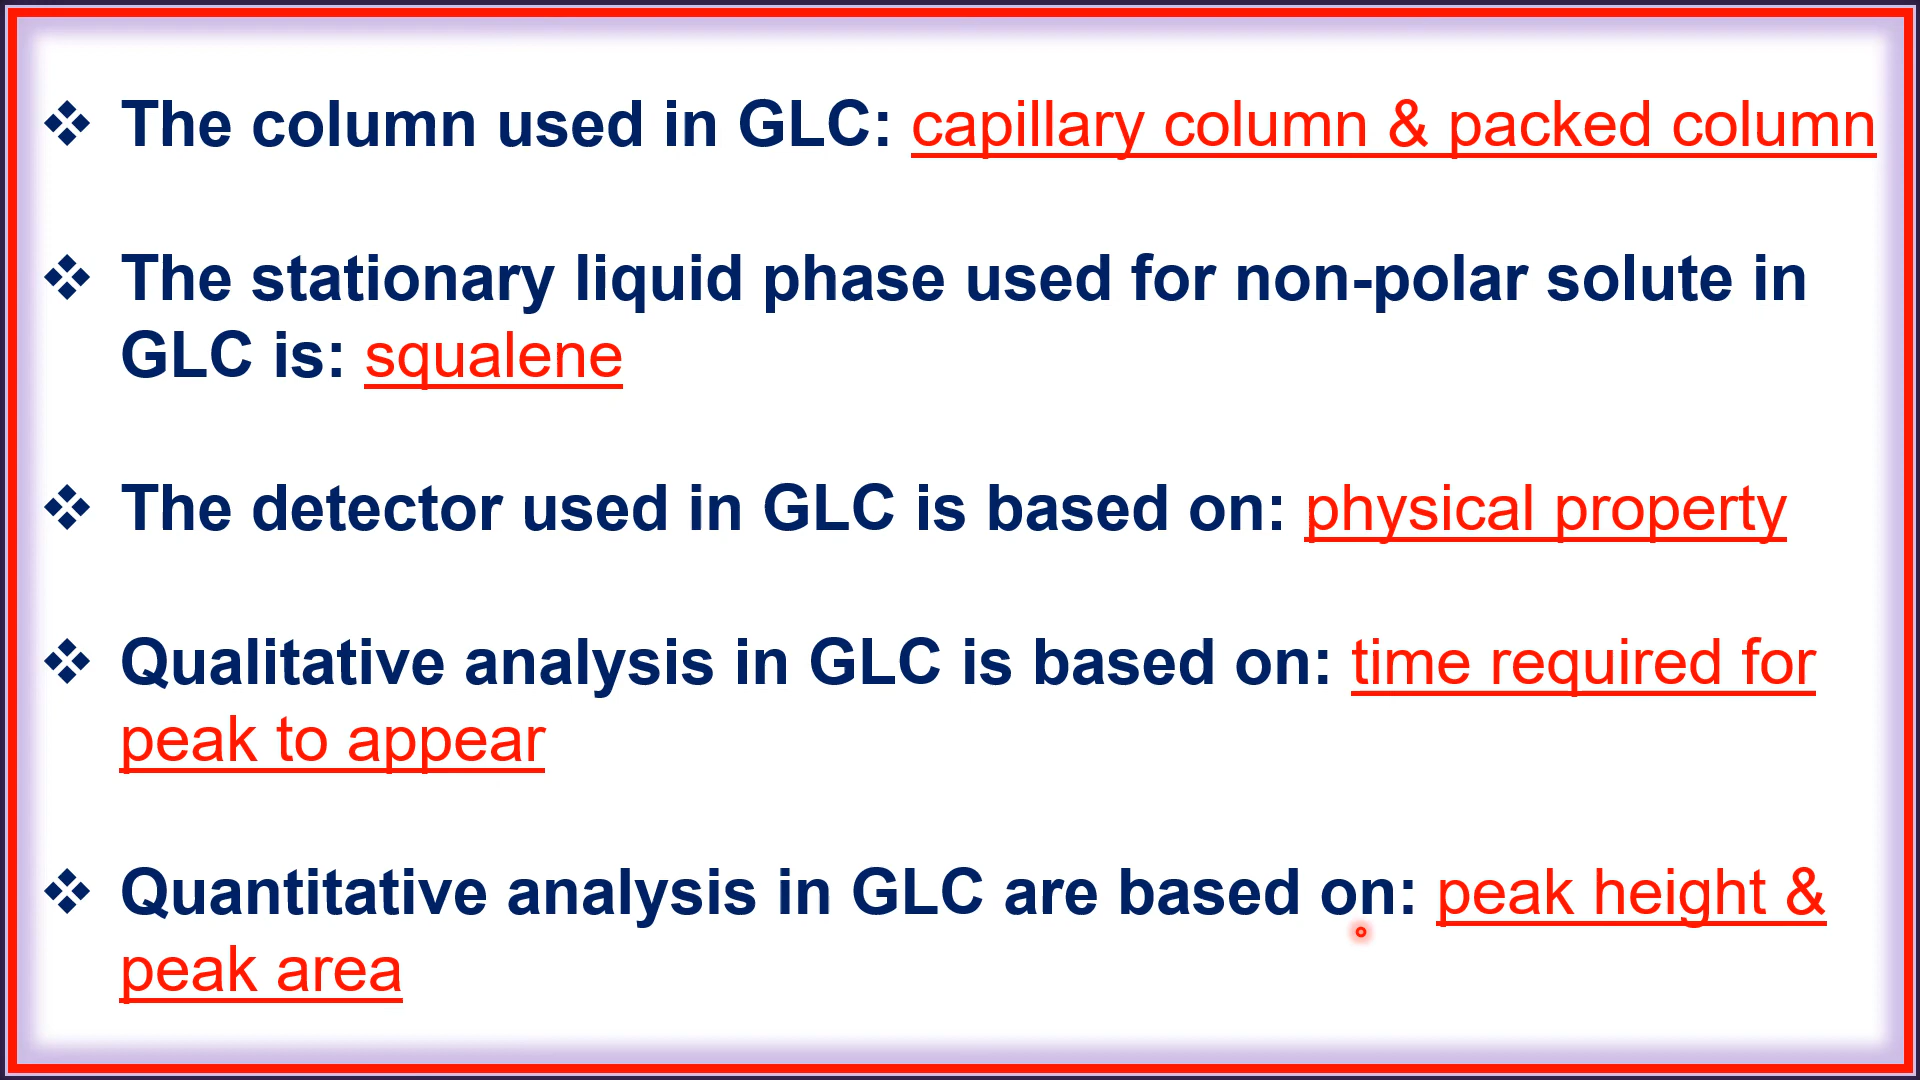 ❖ The column used in GLC: capillary column & packed column
❖ The stationary liquid phase used for non-polar solute in
GLC is: squalene
❖ The detector used in GLC is based on: physical property
❖ Qualitative analysis in GLC is based on: time required for
peak to appear
❖ Quantitative analysis in GLC are based on: peak height &
peak area